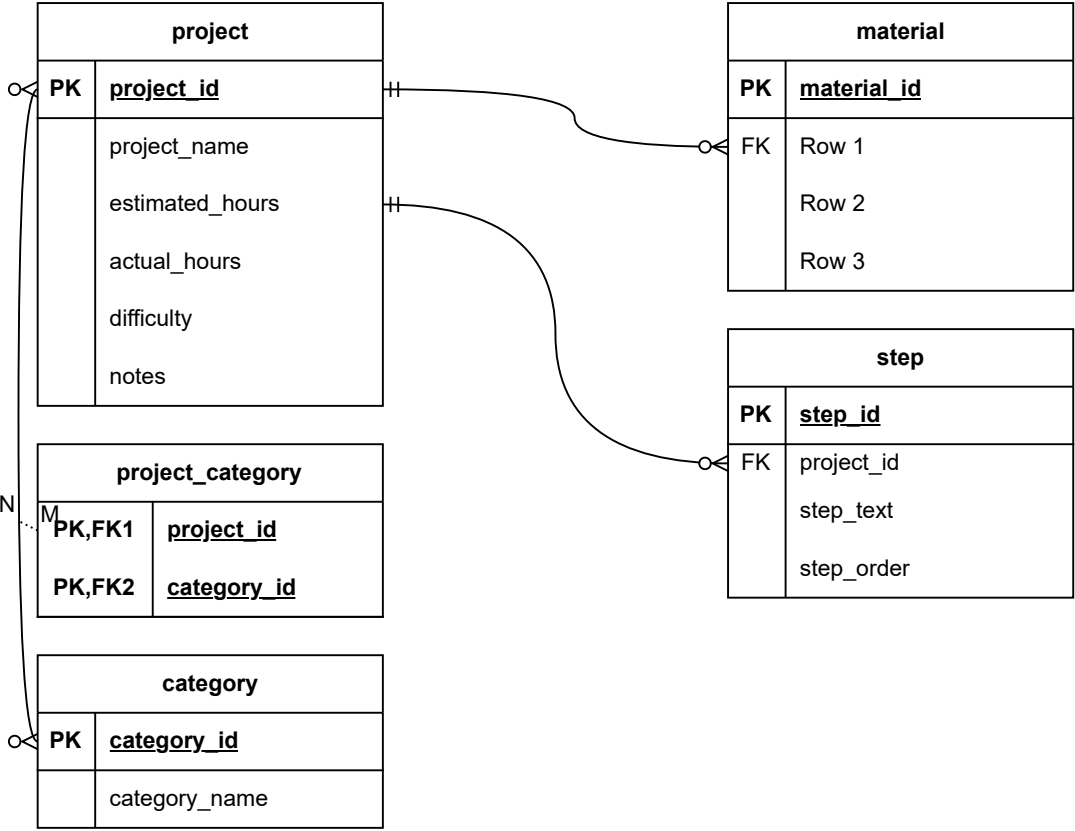 project
PK project_id
project_name
estimated_hours
actual_hours
difficulty
notes
material
PK material_id
FK Row 1
Row 2
Row 3
step
PK step_id
FK project_id
step_text
step_order
project_category
N
M
PK,FK1 project_id
PK,FK2 category_id
category
PK category_id
category_name